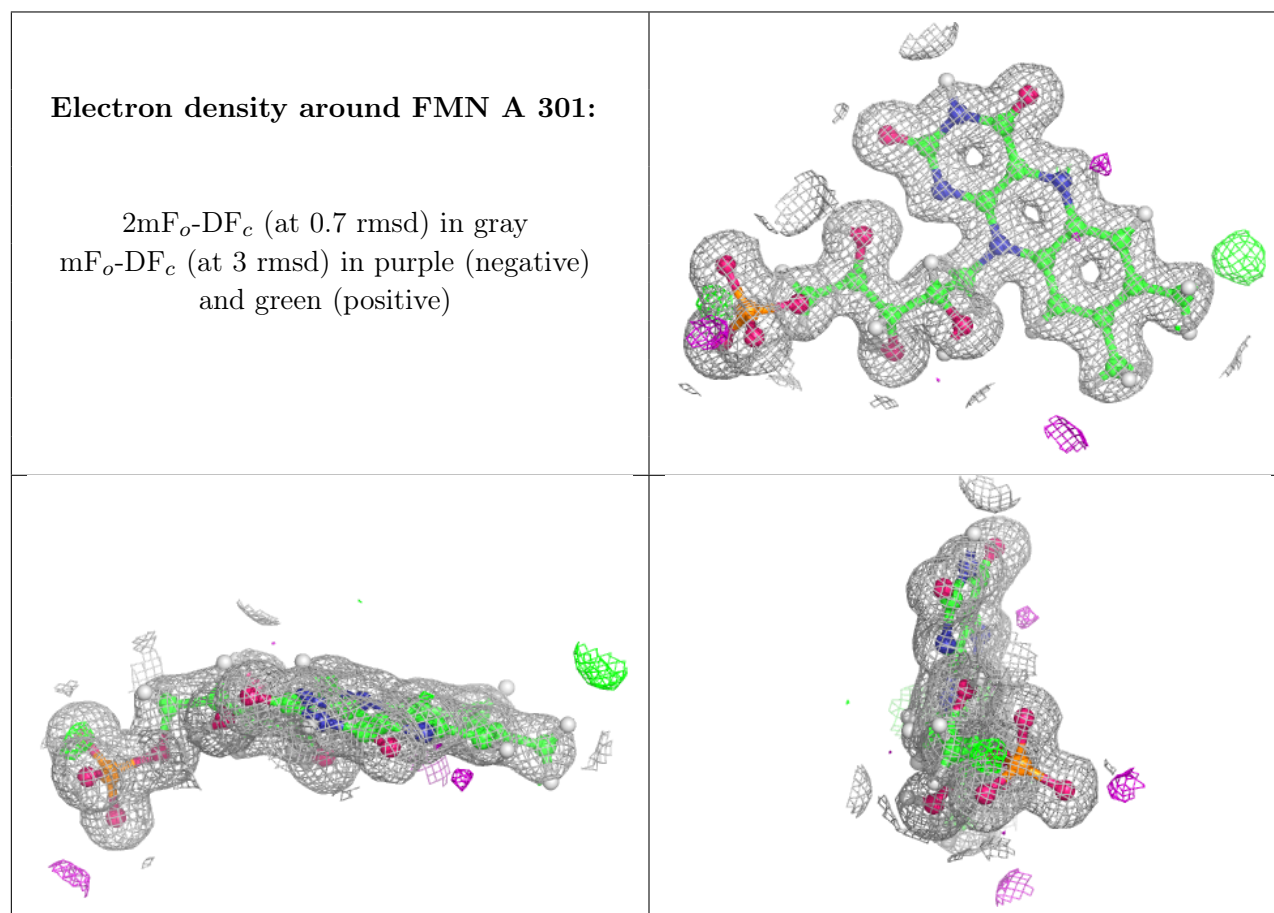 Electron density around FMN A 301:
2mFₒ-DF𝒸 (at 0.7 rmsd) in gray
mFₒ-DF𝒸 (at 3 rmsd) in purple (negative)
and green (positive)